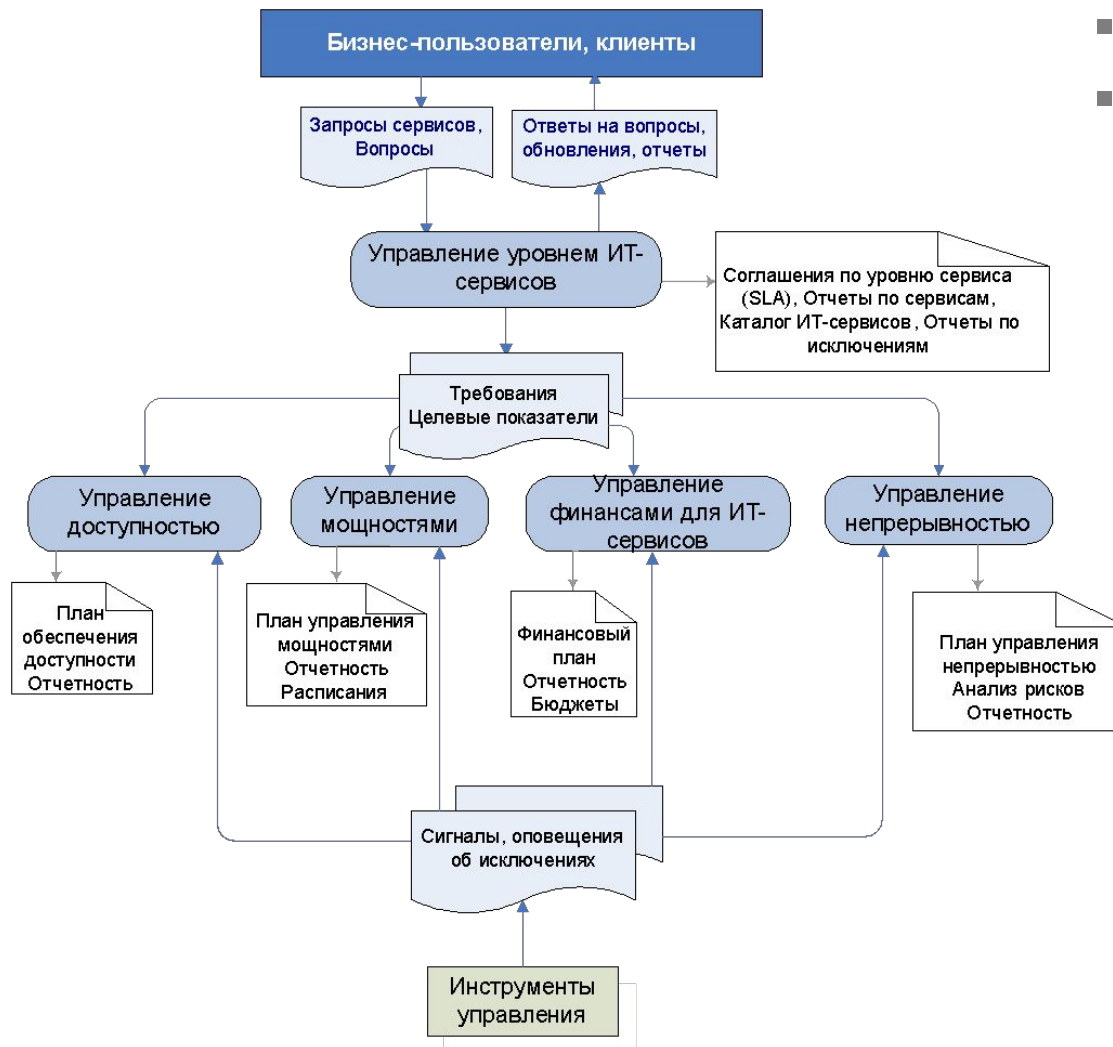 Бизнес-пользователи, клиенты
Запросы сервисов,
Вопросы
Ответы на вопросы,
обновления, отчеты
Управление уровнем ИТ-
сервисов
Соглашения по уровню сервиса
(SLA), Отчеты по сервисам,
Каталог ИТ-сервисов, Отчеты по
исключениям
Требования
Целевые показатели
Управление
доступностью
Управление
мощностями
Управление
финансами для ИТ-
сервисов
Управление
непрерывностью
План
обеспечения
доступности
Отчетность
План управления
мощностями
Отчетность
Расписания
Финансовый
план
Отчетность
Бюджеты
План управления
непрерывностью
Анализ рисков
Отчетность
Сигналы, оповещения
об исключениях
Инструменты
управления